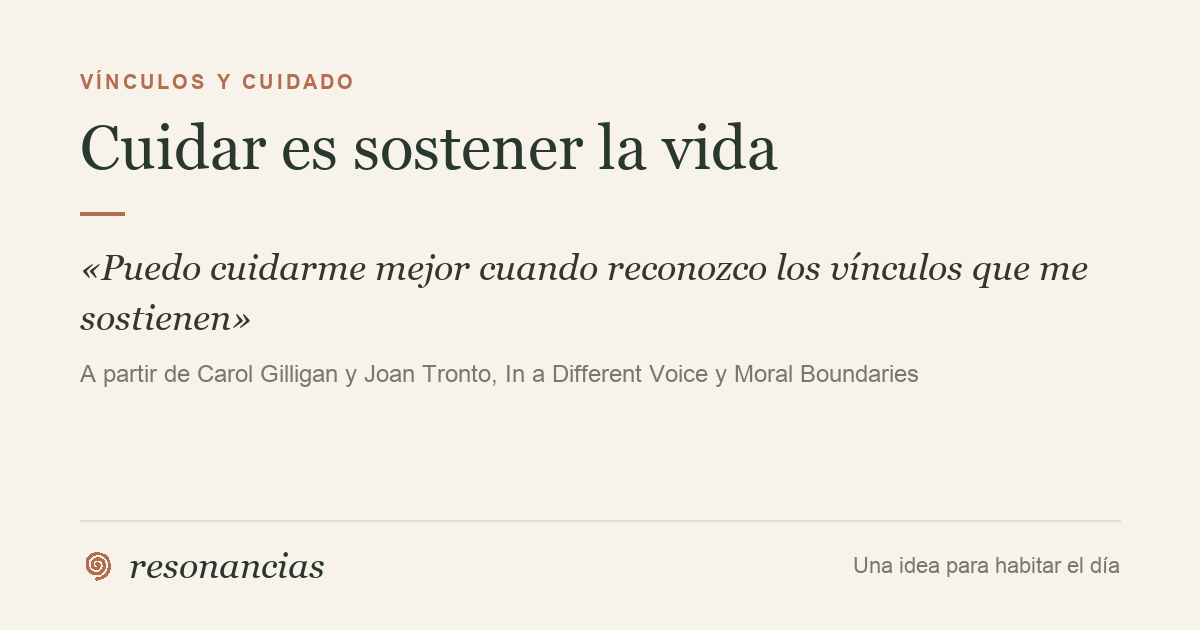 VÍNCULOS Y CUIDADO
Cuidar es sostener la vida
«Puedo cuidarme mejor cuando reconozco los vínculos que me
sostienen»
A partir de Carol Gilligan y Joan Tronto, In a Different Voice y Moral Boundaries
resonancias
Una idea para habitar el día